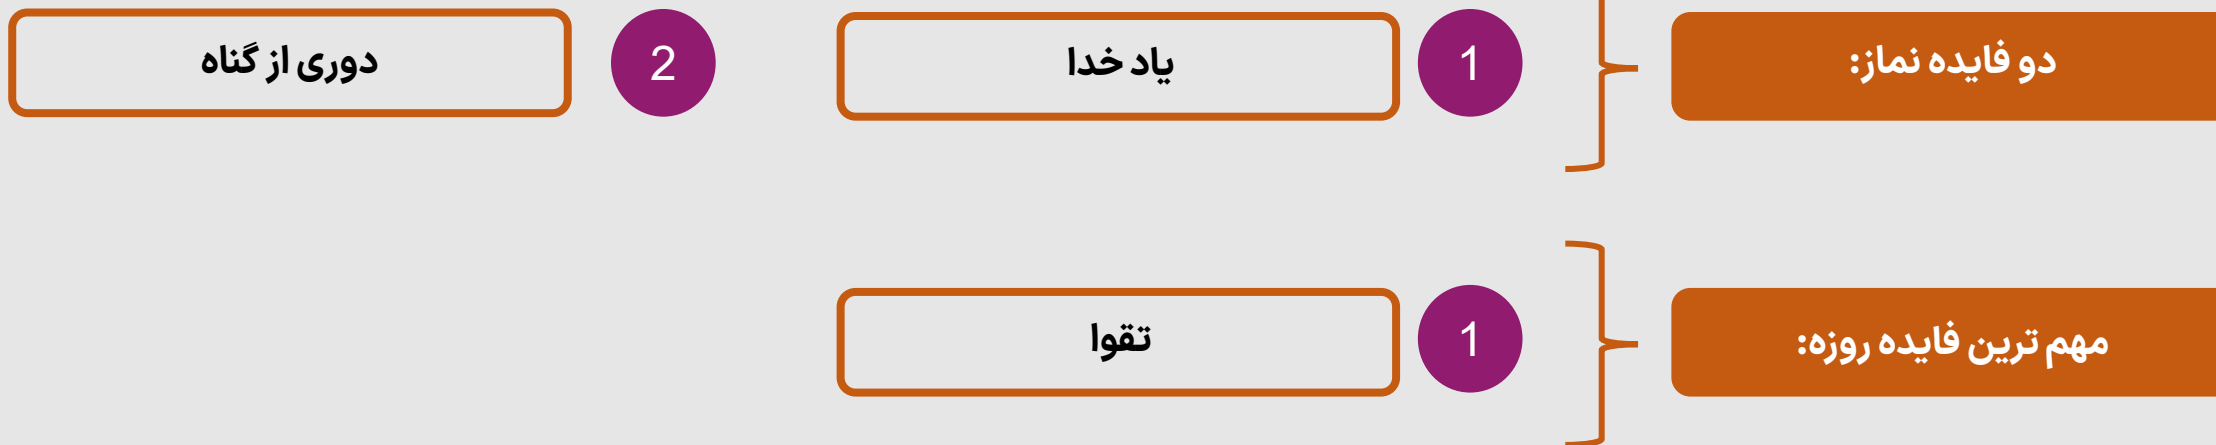 دو فایده نماز:
1
یاد خدا
2
دوری از گناه
مهم ترین فایده روزه:
1
تقوا